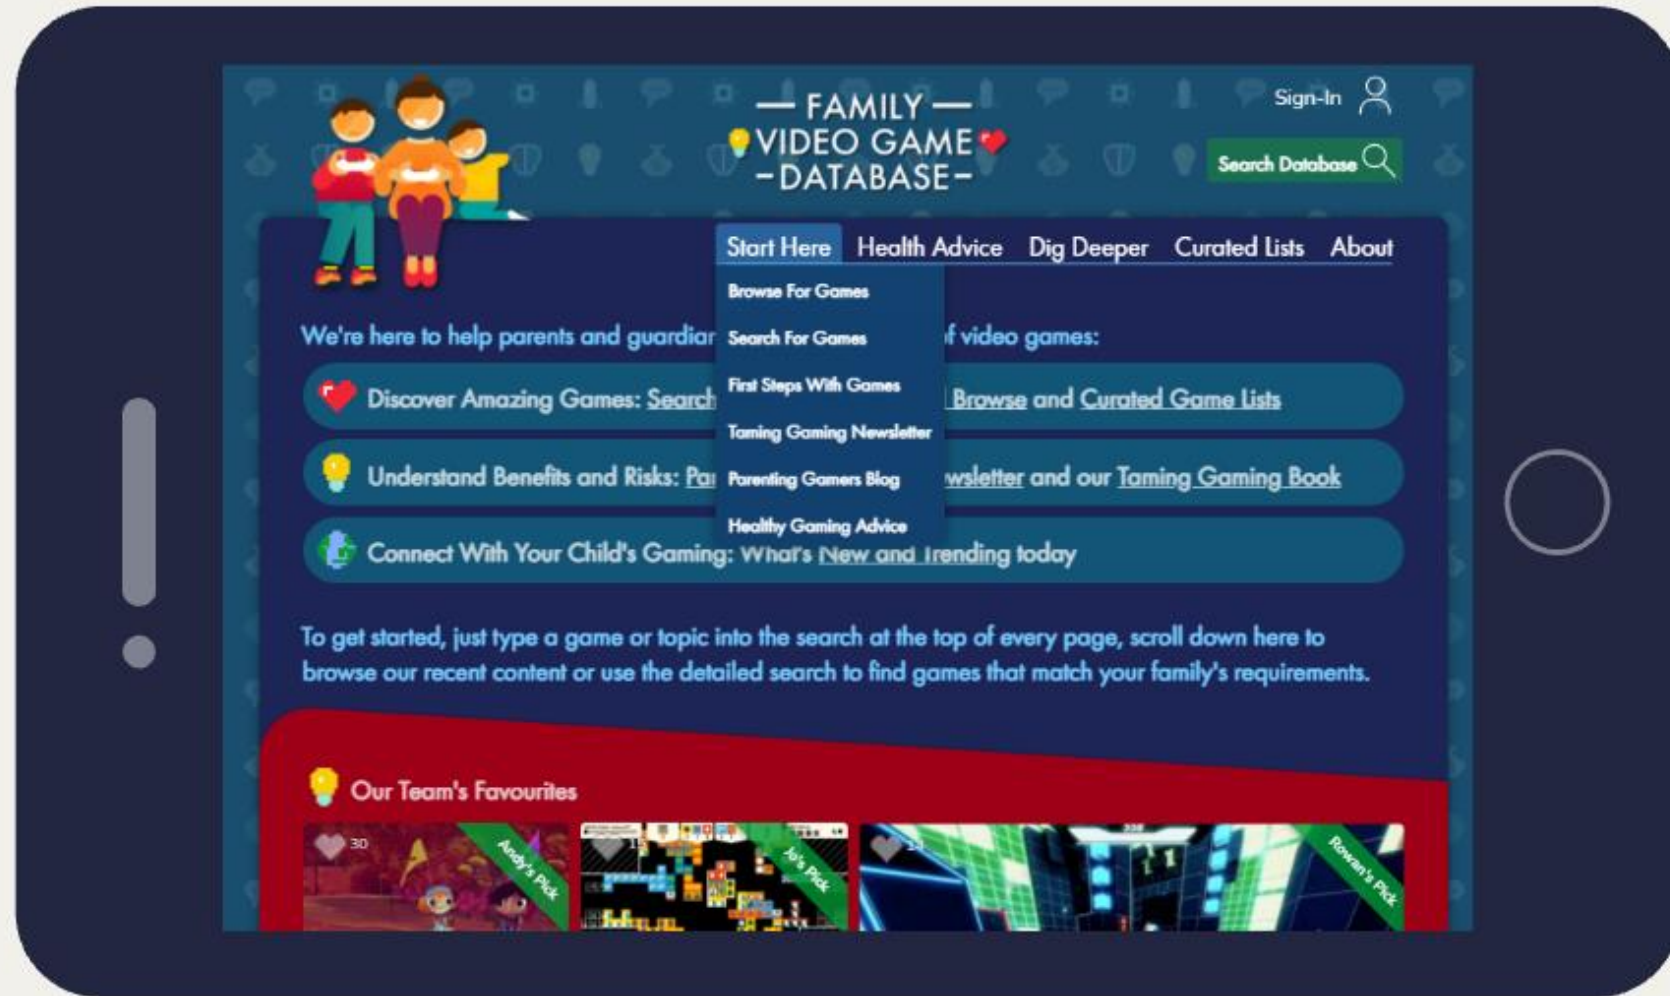 FAMILY
VIDEO GAME
DATABASE
Sign-In
Search Database
Start Here Health Advice Dig Deeper Curated Lists About
Browse For Games
Search For Games
First Steps With Games
Taming Gaming Newsletter
Parenting Gamers Blog
Healthy Gaming Advice
We're here to help parents and guardian f video games:
Discover Amazing Games: Search Browse and Curated Game Lists
Understand Benefits and Risks: Pa wsletter and our Taming Gaming Book
Connect With Your Child's Gaming: What's New and Trending today
To get started, just type a game or topic into the search at the top of every page, scroll down here to
browse our recent content or use the detailed search to find games that match your family's requirements.
Our Team's Favourites
30
Andy's Pick
Jo's Pick
Rowan's Pick